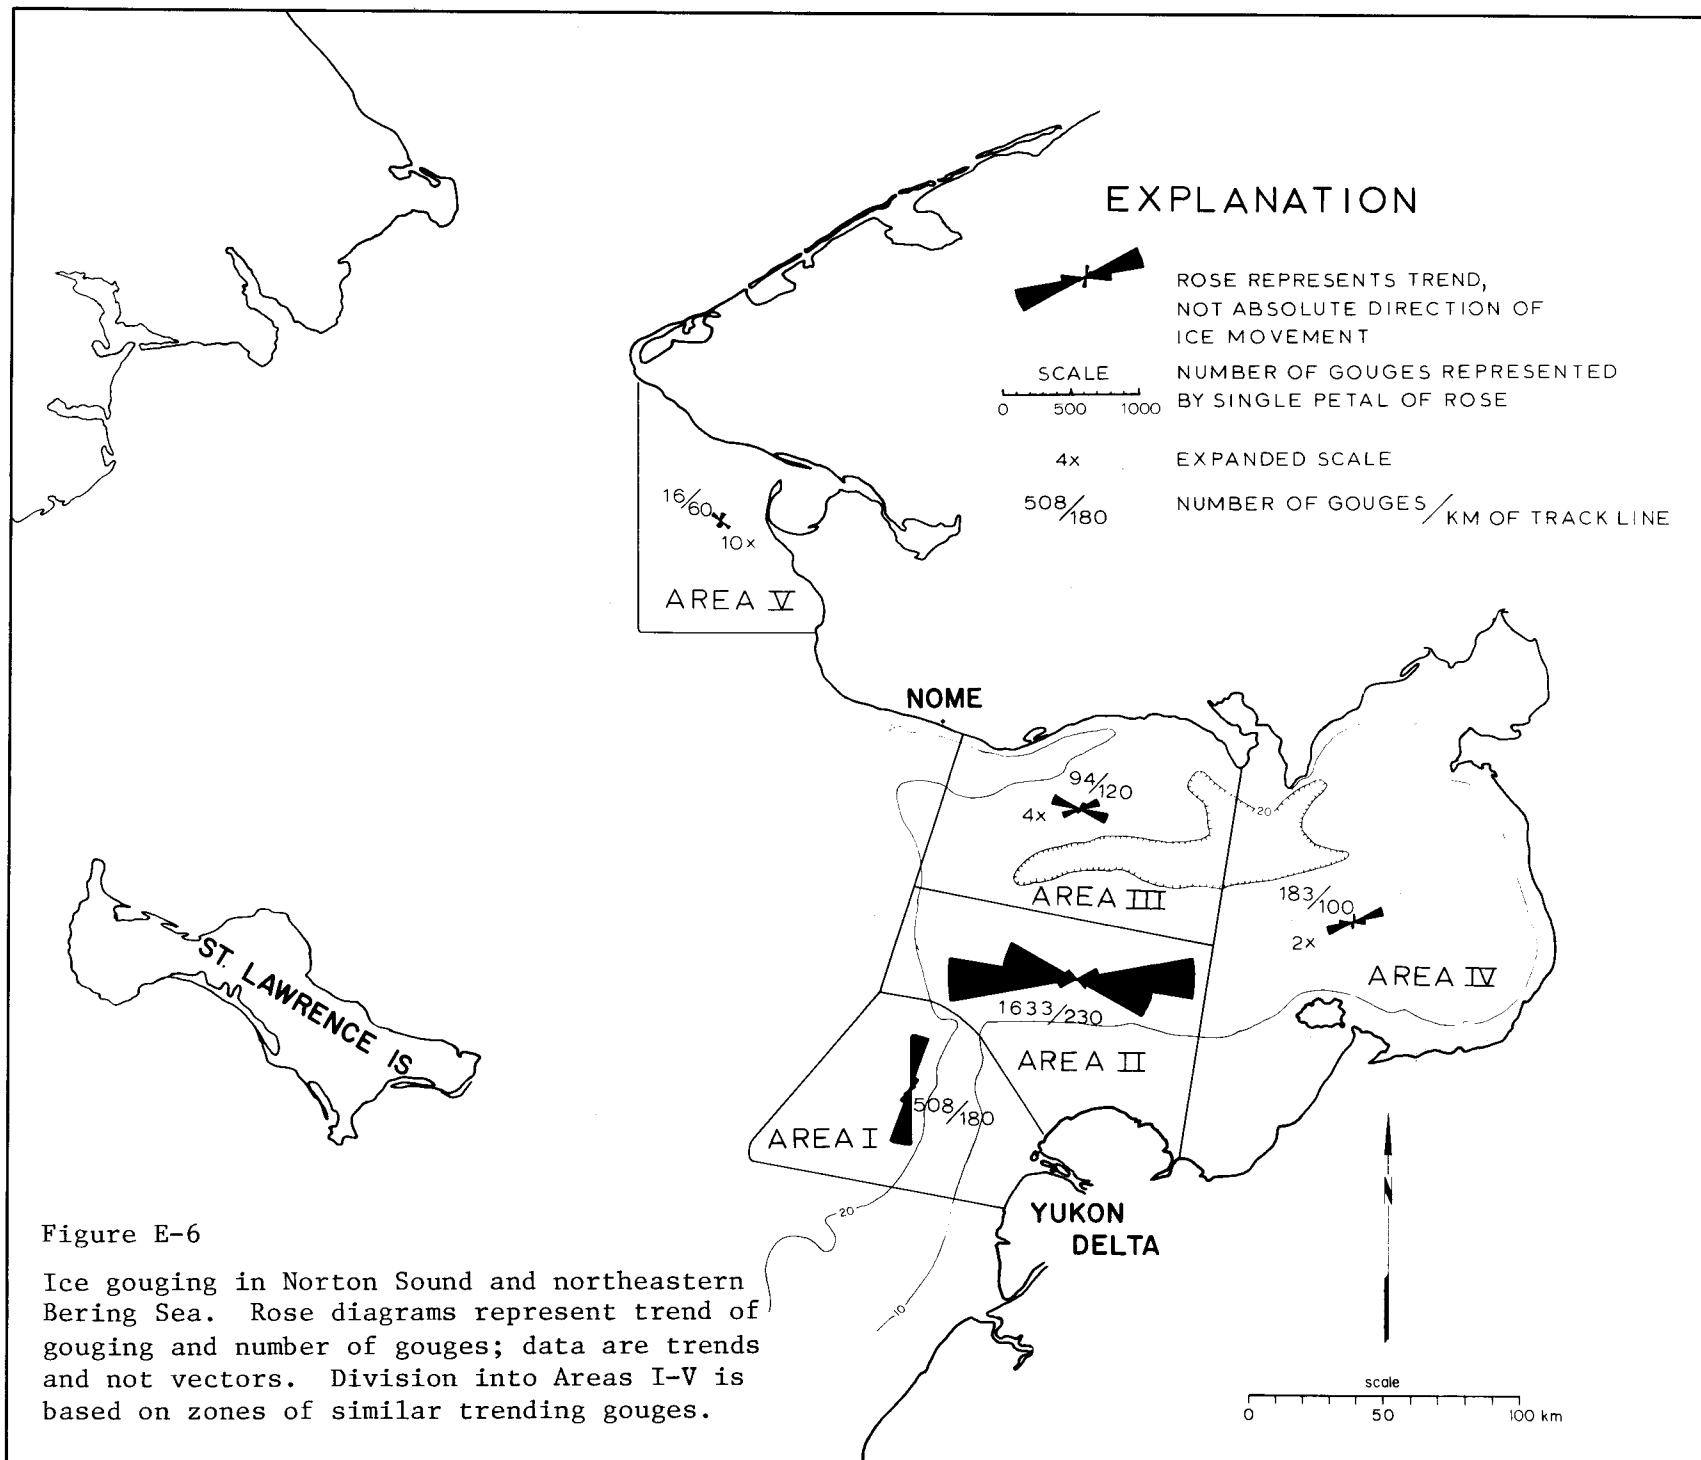 EXPLANATION
ROSE REPRESENTS TREND,
NOT ABSOLUTE DIRECTION OF
ICE MOVEMENT
SCALE
0 500 1000
NUMBER OF GOUGES REPRESENTED
BY SINGLE PETAL OF ROSE
4x
EXPANDED SCALE
508/180
NUMBER OF GOUGES/KM OF TRACK LINE
16/60
10x
AREA V
NOME
94/120
4x
20
AREA III
183/100
2x
AREA IV
1633/230
AREA II
508/180
AREA I
ST. LAWRENCE IS
20
10
YUKON
DELTA
N
scale
0 50 100 km
Figure E-6
Ice gouging in Norton Sound and northeastern
Bering Sea. Rose diagrams represent trend of
gouging and number of gouges; data are trends
and not vectors. Division into Areas I-V is
based on zones of similar trending gouges.